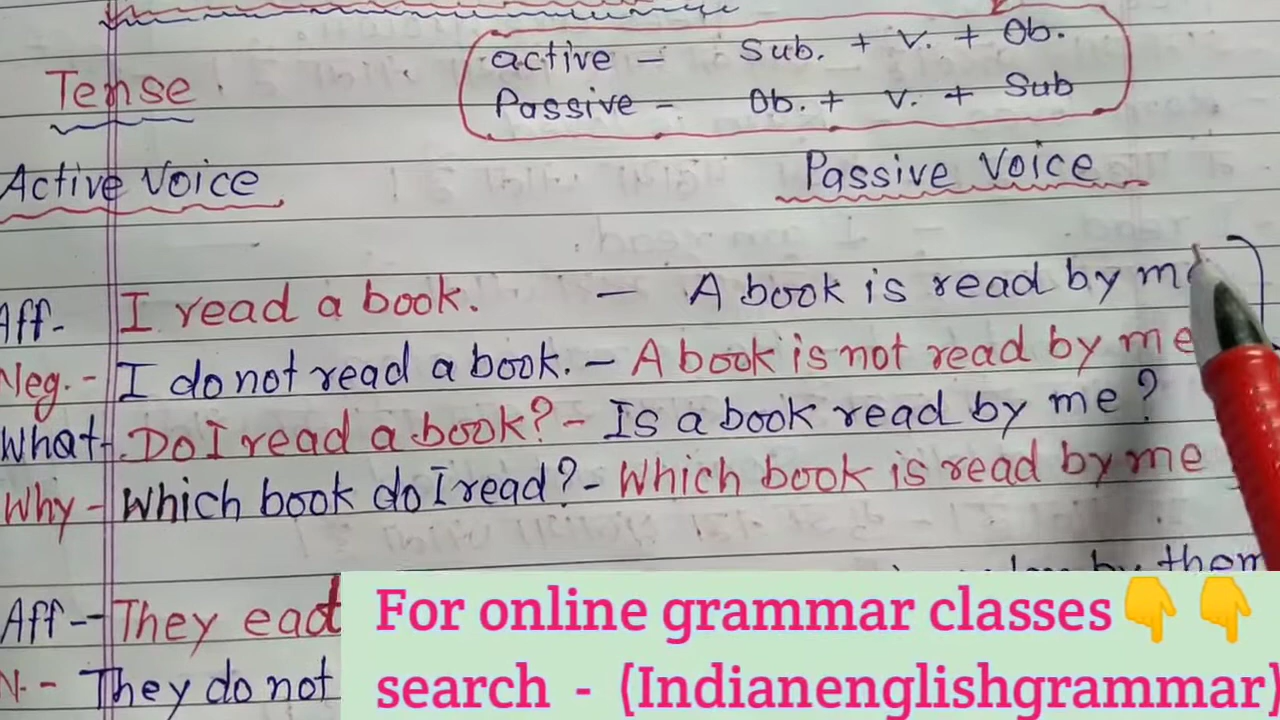 active - Sub. + V. + Ob.
Tense
Passive - Ob. + V. + Sub
Active Voice Passive Voice
Aff- I read a book. - A book is read by me
Neg. - I do not read a book. - A book is not read by me
What - Do I read a book? - Is a book read by me?
Why - Which book do I read? - Which book is read by me
by them
Aff - They eat
N. - They do not
For online grammar classes👇👇
search - (Indianenglishgrammar)